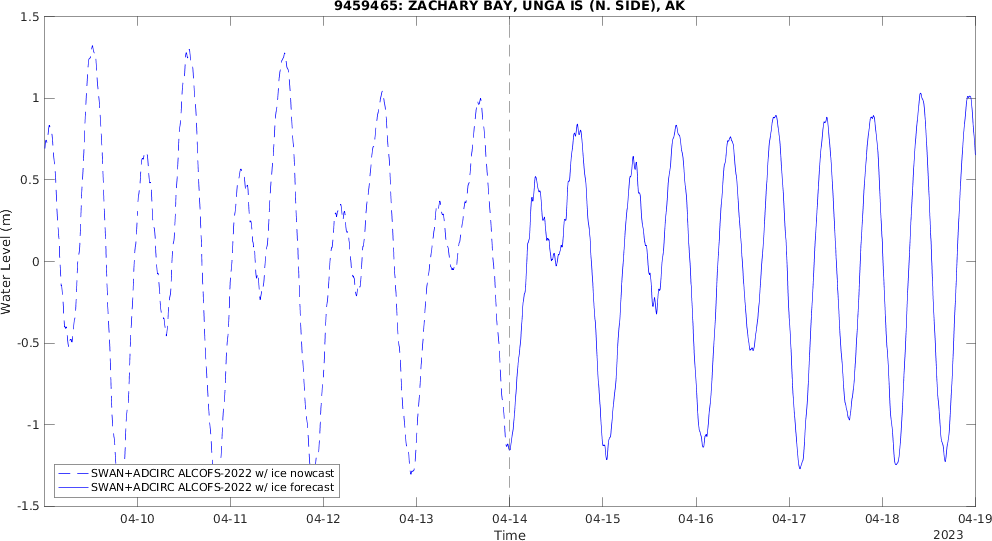 9459465: ZACHARY BAY, UNGA IS (N. SIDE), AK
Water Level (m)
1.5
1
0.5
0
-0.5
-1
-1.5
SWAN+ADCIRC ALCOFS-2022 w/ ice nowcast
SWAN+ADCIRC ALCOFS-2022 w/ ice forecast
04-10 04-11 04-12 04-13 04-14 04-15 04-16 04-17 04-18 04-19
Time
2023